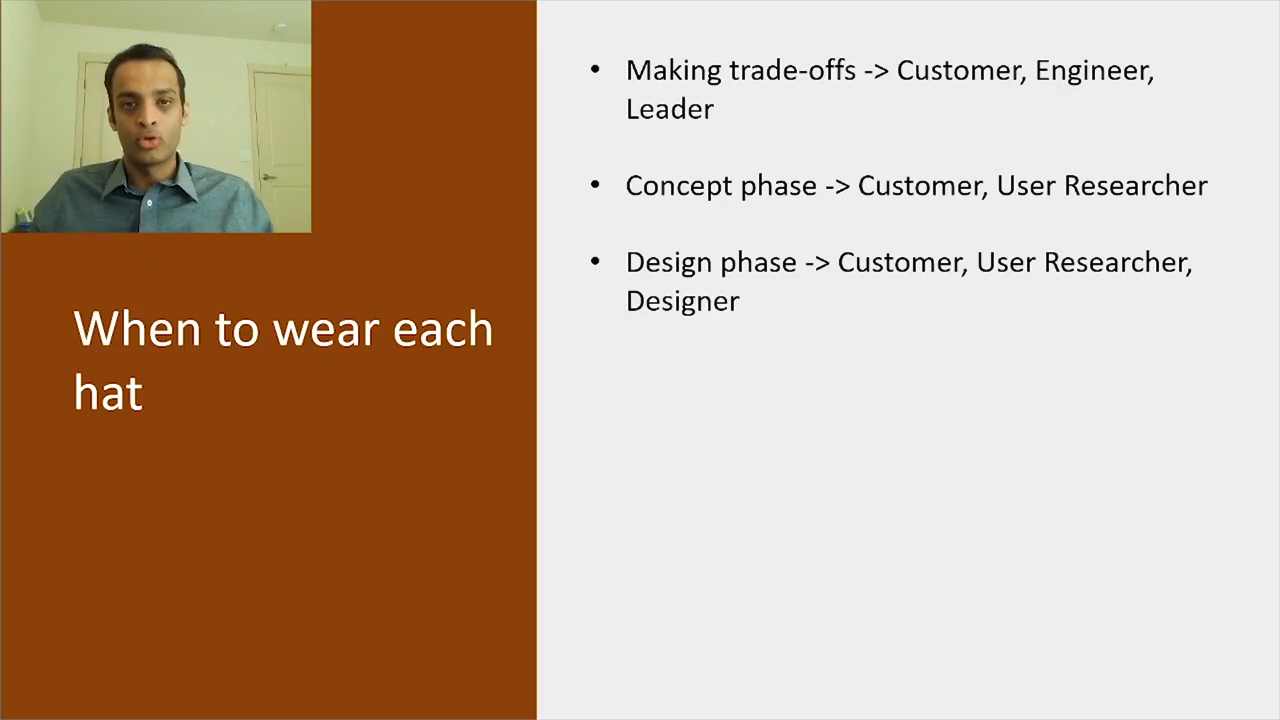 When to wear each
hat
• Making trade-offs -> Customer, Engineer,
Leader
• Concept phase -> Customer, User Researcher
• Design phase -> Customer, User Researcher,
Designer